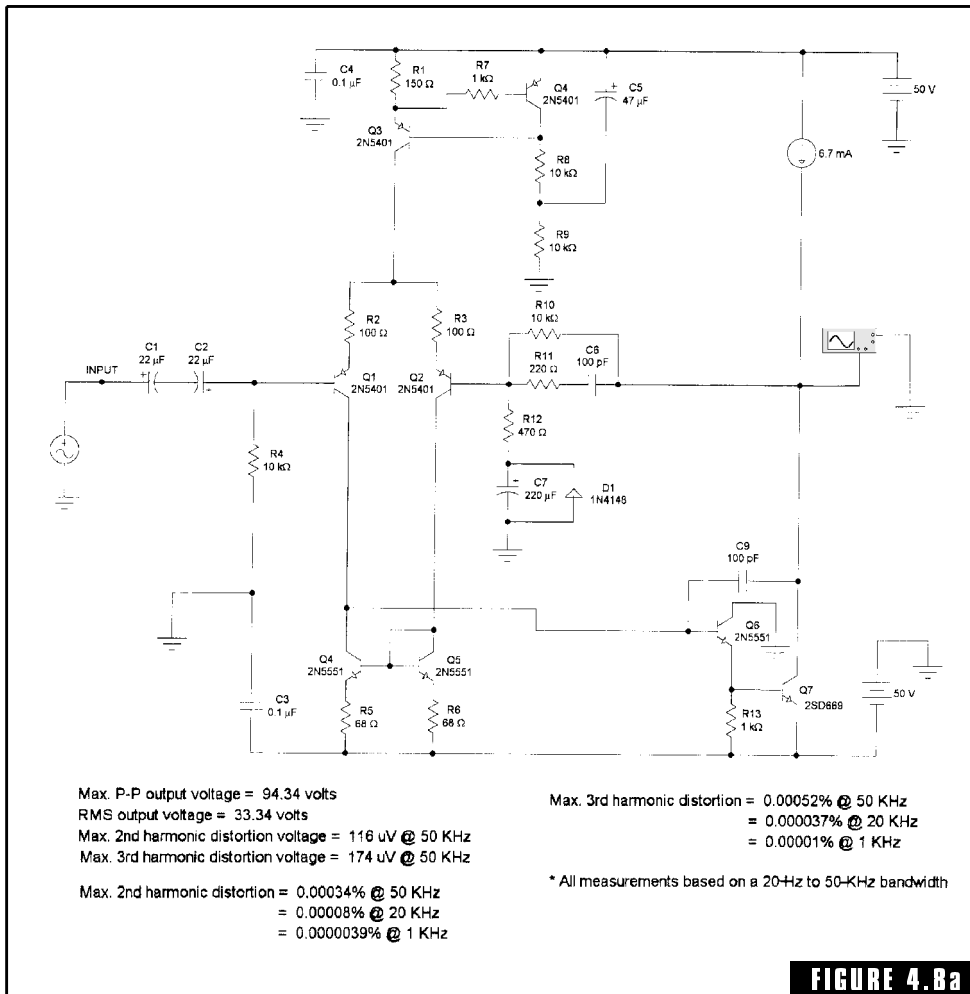 C4
0.1 µF
R1
150 Ω
R7
1 kΩ
Q4
2N5401
C5
47 µF
50 V
Q3
2N5401
6.7 mA
R8
10 kΩ
R9
10 kΩ
R2
100 Ω
R3
100 Ω
R10
10 kΩ
R11
220 Ω
C6
100 pF
C1
22 µF
C2
22 µF
INPUT
Q1
2N5401
Q2
2N5401
R12
470 Ω
R4
10 kΩ
C7
220 µF
D1
1N4148
C9
100 pF
Q6
2N5551
Q4
2N5551
Q5
2N5551
Q7
2SD669
50 V
C3
0.1 µF
R5
68 Ω
R6
68 Ω
R13
1 kΩ
Max. P-P output voltage = 94.34 volts
RMS output voltage = 33.34 volts
Max. 2nd harmonic distortion voltage = 116 uV @ 50 KHz
Max. 3rd harmonic distortion voltage = 174 uV @ 50 KHz
Max. 2nd harmonic distortion = 0.00034% @ 50 KHz
= 0.00008% @ 20 KHz
= 0.0000039% @ 1 KHz
Max. 3rd harmonic distortion = 0.00052% @ 50 KHz
= 0.000037% @ 20 KHz
= 0.00001% @ 1 KHz
* All measurements based on a 20-Hz to 50-KHz bandwidth
FIGURE 4.8a